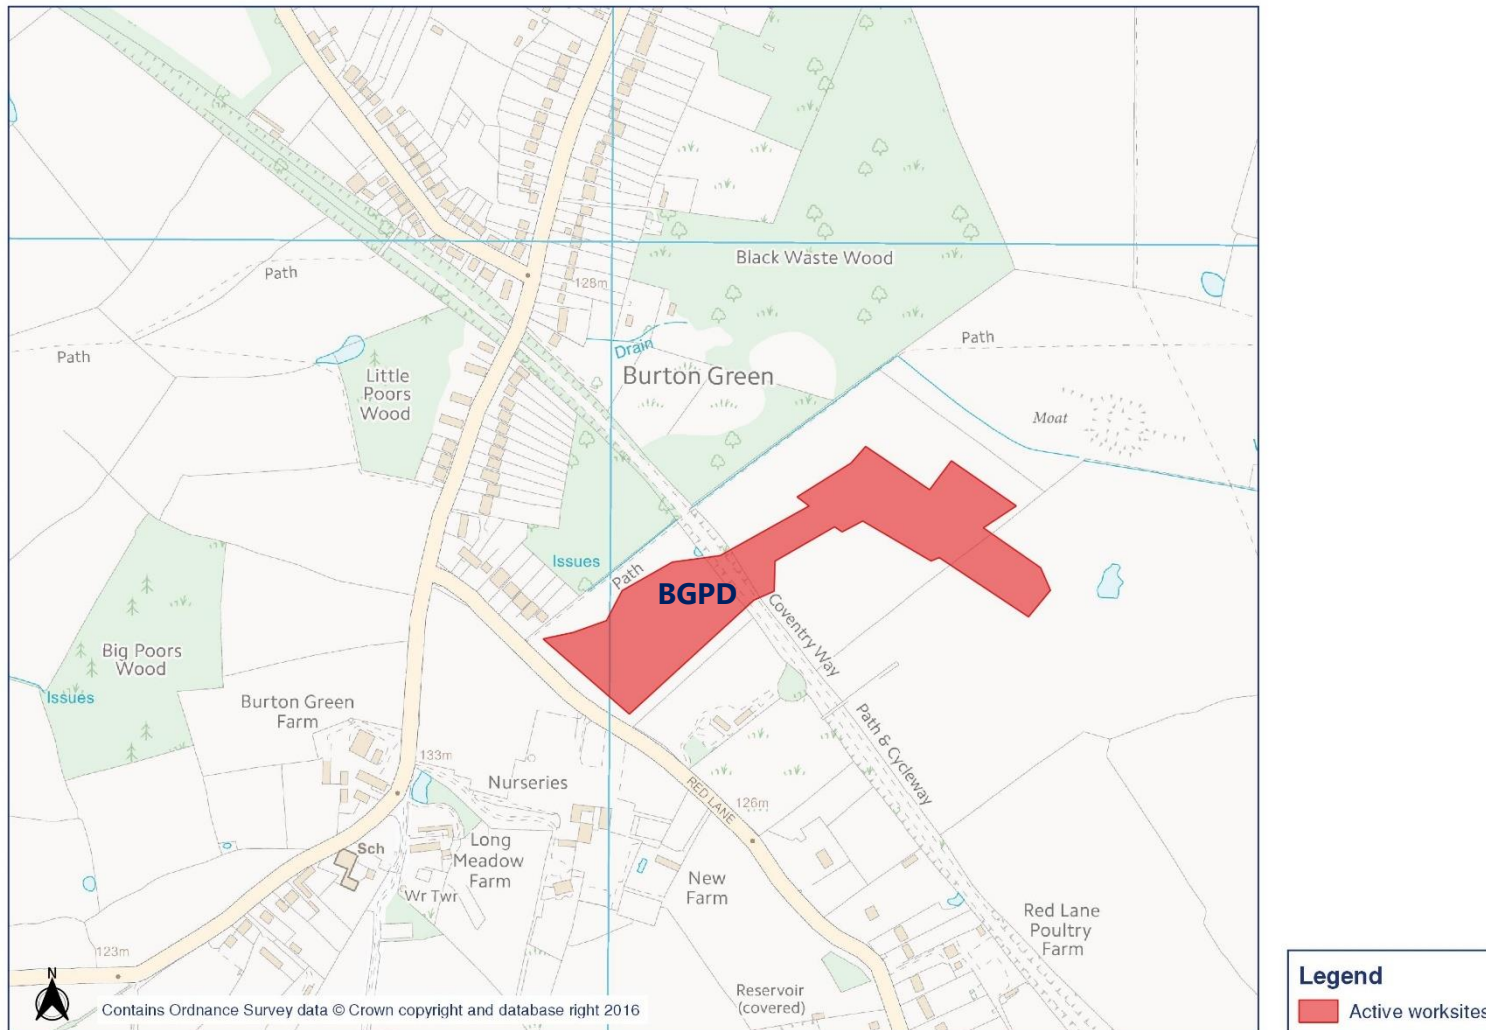 Path
128m
Black Waste Wood
Path
Drain
Path
Little
Poors
Wood
Burton Green
Moat
Issues
Path
BGPD
Coventry Way
Big Poors
Wood
Issues
Burton Green
Farm
Path & Cycleway
133m
Nurseries
RED LANE
126m
Sch
Long
Meadow
Farm
Wr Twr
New
Farm
Red Lane
Poultry
Farm
123m
N
Reservoir
(covered)
Contains Ordnance Survey data © Crown copyright and database right 2016
Legend
Active worksites